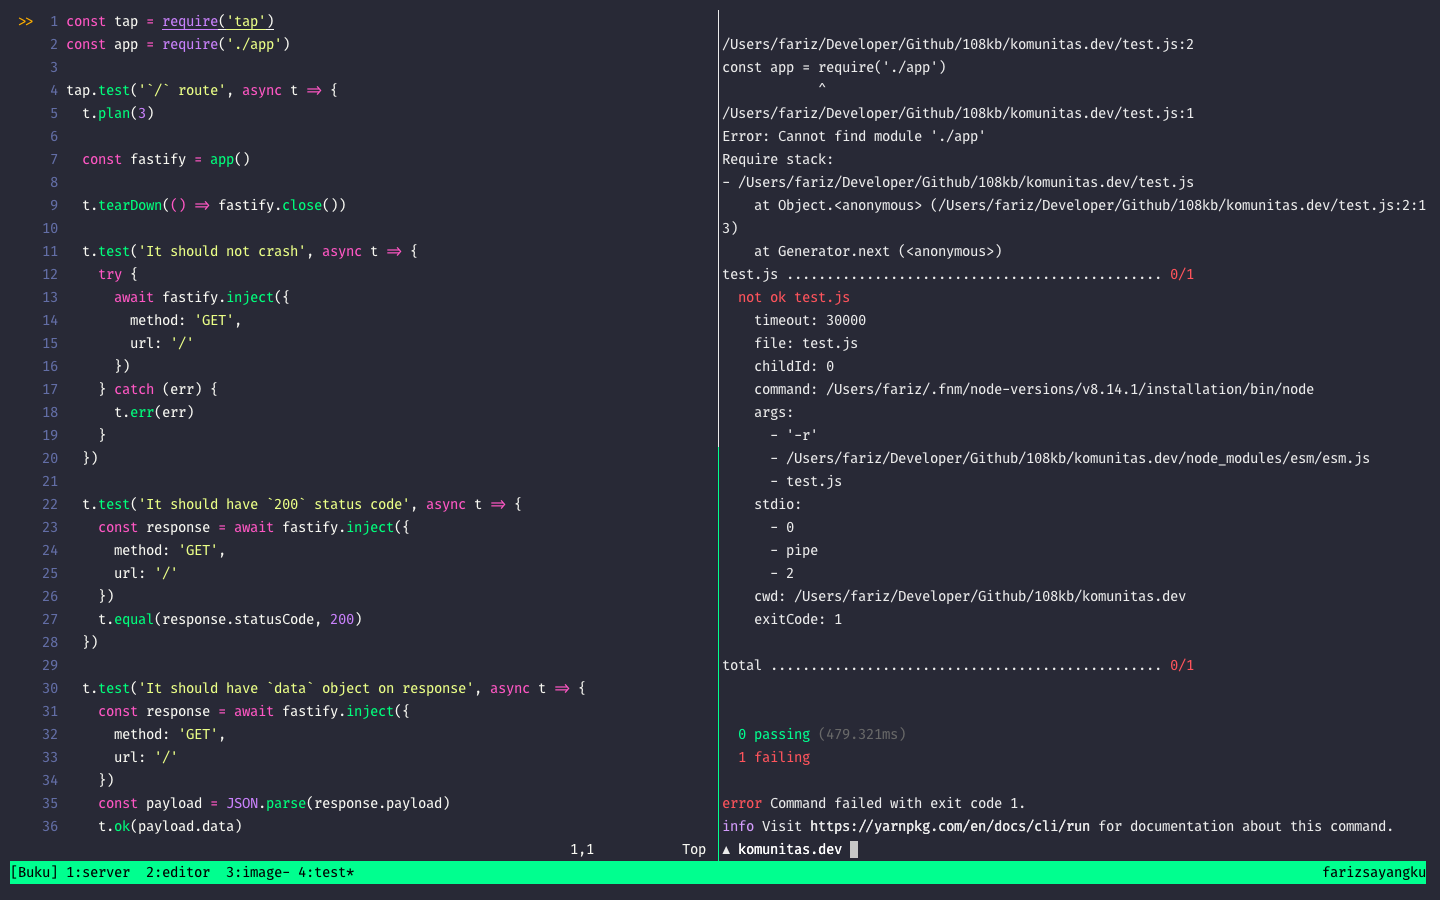 >> 1 const tap = require('tap')
2 const app = require('./app')
3
4 tap.test('`/` route', async t => {
5   t.plan(3)
6
7   const fastify = app()
8
9   t.tearDown(() => fastify.close())
10
11   t.test('It should not crash', async t => {
12     try {
13       await fastify.inject({
14         method: 'GET',
15         url: '/'
16       })
17     } catch (err) {
18       t.err(err)
19     }
20   })
21
22   t.test('It should have `200` status code', async t => {
23     const response = await fastify.inject({
24       method: 'GET',
25       url: '/'
26     })
27     t.equal(response.statusCode, 200)
28   })
29
30   t.test('It should have `data` object on response', async t => {
31     const response = await fastify.inject({
32       method: 'GET',
33       url: '/'
34     })
35     const payload = JSON.parse(response.payload)
36     t.ok(payload.data)
1,1 Top
/Users/fariz/Developer/Github/108kb/komunitas.dev/test.js:2
const app = require('./app')
            ^
/Users/fariz/Developer/Github/108kb/komunitas.dev/test.js:1
Error: Cannot find module './app'
Require stack:
- /Users/fariz/Developer/Github/108kb/komunitas.dev/test.js
    at Object.<anonymous> (/Users/fariz/Developer/Github/108kb/komunitas.dev/test.js:2:1
3)
    at Generator.next (<anonymous>)
test.js ............................................... 0/1
  not ok test.js
    timeout: 30000
    file: test.js
    childId: 0
    command: /Users/fariz/.fnm/node-versions/v8.14.1/installation/bin/node
    args:
      - '-r'
      - /Users/fariz/Developer/Github/108kb/komunitas.dev/node_modules/esm/esm.js
      - test.js
    stdio:
      - 0
      - pipe
      - 2
    cwd: /Users/fariz/Developer/Github/108kb/komunitas.dev
    exitCode: 1
total ................................................. 0/1
  0 passing (479.321ms)
  1 failing
error Command failed with exit code 1.
info Visit https://yarnpkg.com/en/docs/cli/run for documentation about this command.
▲ komunitas.dev
[Buku] 1:server  2:editor  3:image- 4:test* farizsayangku